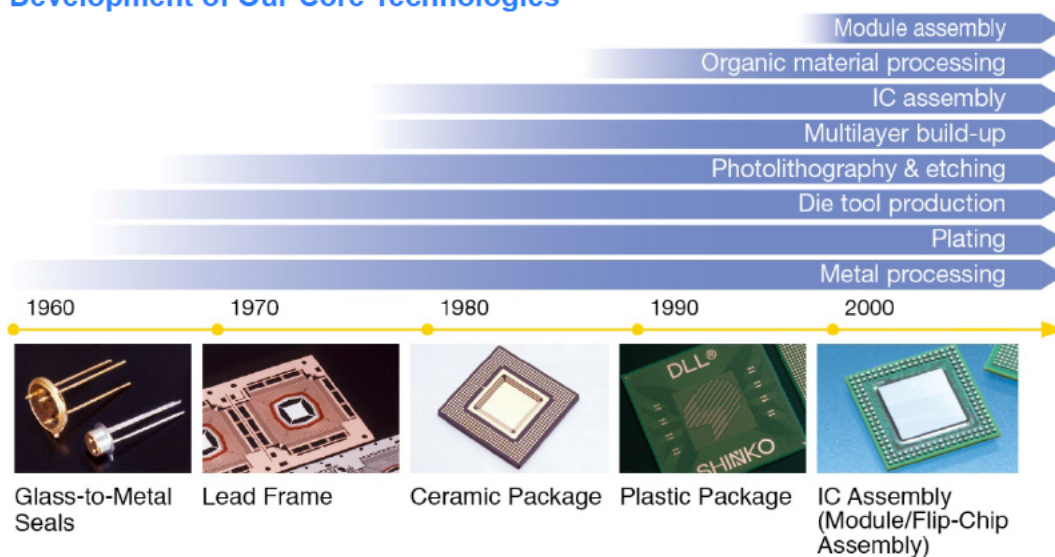 Development of Our Core Technologies
Module assembly
Organic material processing
IC assembly
Multilayer build-up
Photolithography & etching
Die tool production
Plating
Metal processing
1960 1970 1980 1990 2000
DLL®
SHINKO
Glass-to-Metal
Seals
Lead Frame
Ceramic Package
Plastic Package
IC Assembly
(Module/Flip-Chip
Assembly)